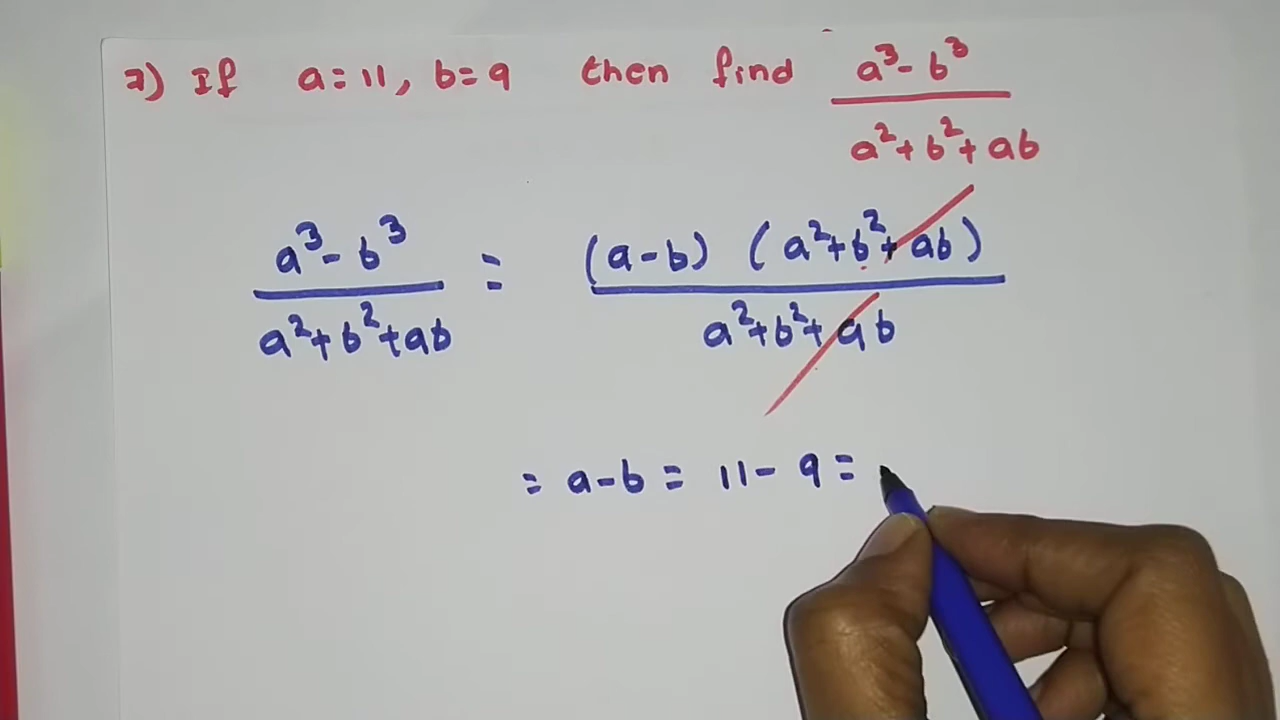 2) If a=11, b=9 then find a³-b³ / a²+b²+ab
a³-b³ / a²+b²+ab = (a-b) (a²+b²+ab) / a²+b²+ab
= a-b = 11-9 =